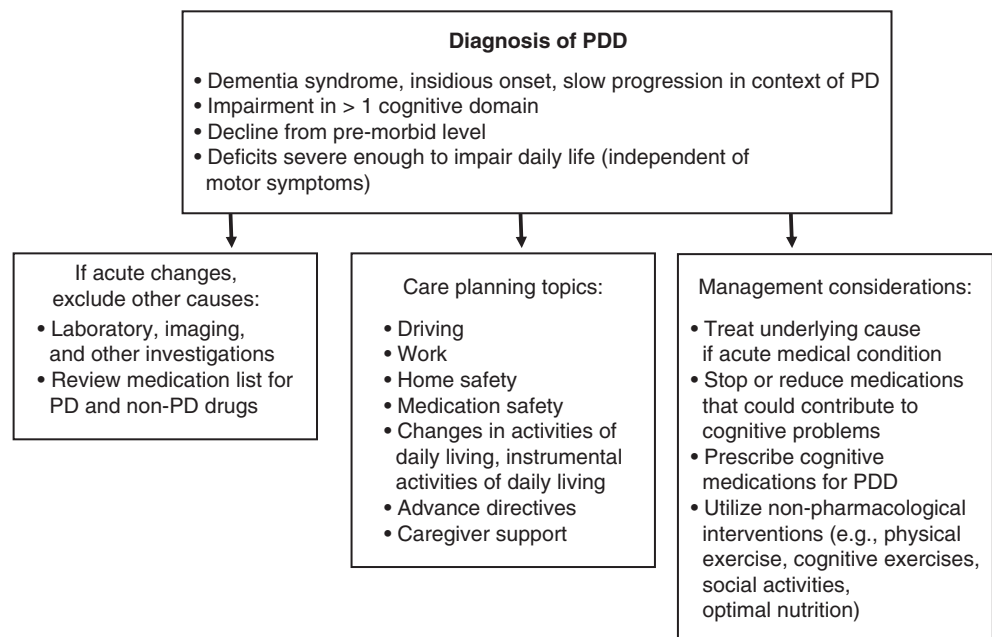 Diagnosis of PDD
• Dementia syndrome, insidious onset, slow progression in context of PD
• Impairment in > 1 cognitive domain
• Decline from pre-morbid level
• Deficits severe enough to impair daily life (independent of
motor symptoms)
If acute changes,
exclude other causes:
• Laboratory, imaging,
and other investigations
• Review medication list for
PD and non-PD drugs
Care planning topics:
• Driving
• Work
• Home safety
• Medication safety
• Changes in activities of
daily living, instrumental
activities of daily living
• Advance directives
• Caregiver support
Management considerations:
• Treat underlying cause
if acute medical condition
• Stop or reduce medications
that could contribute to
cognitive problems
• Prescribe cognitive
medications for PDD
• Utilize non-pharmacological
interventions (e.g., physical
exercise, cognitive exercises,
social activities,
optimal nutrition)